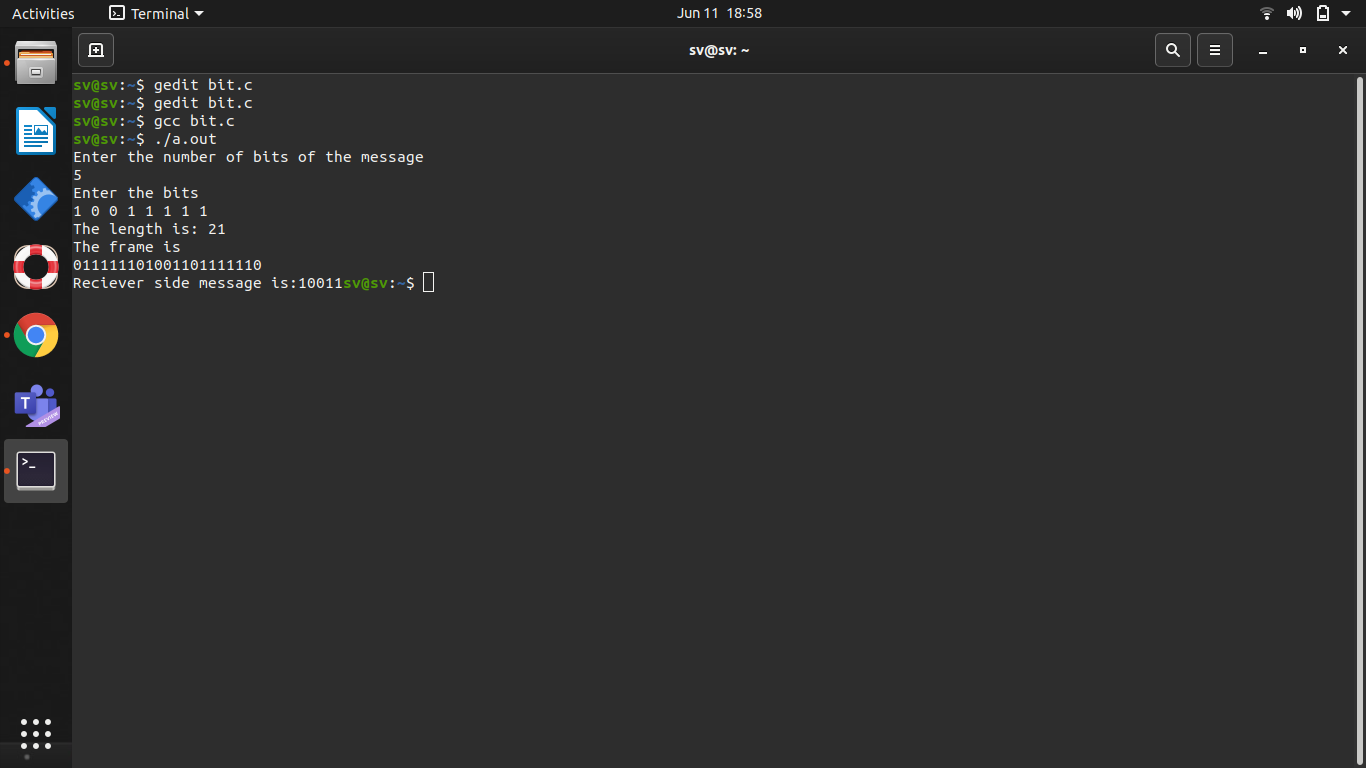 Activities Terminal Jun 11 18:58
sv@sv: ~
sv@sv:~$ gedit bit.c
sv@sv:~$ gedit bit.c
sv@sv:~$ gcc bit.c
sv@sv:~$ ./a.out
Enter the number of bits of the message
5
Enter the bits
1 0 0 1 1 1 1 1
The length is: 21
The frame is
011111101001101111110
Reciever side message is:10011sv@sv:~$
T
PREVIEW
>_